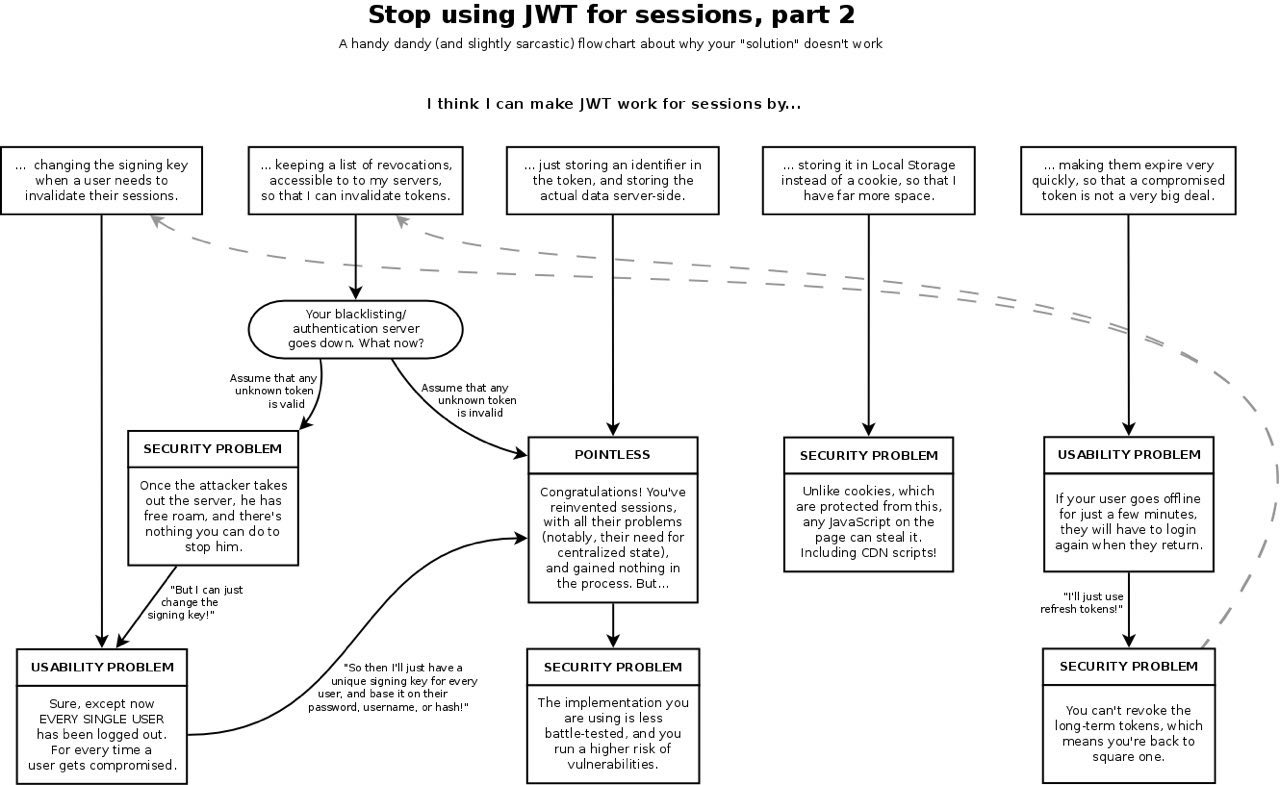 Stop using JWT for sessions, part 2
A handy dandy (and slightly sarcastic) flowchart about why your "solution" doesn't work
I think I can make JWT work for sessions by...
... changing the signing key
when a user needs to
invalidate their sessions.
... keeping a list of revocations,
accessible to to my servers,
so that I can invalidate tokens.
... just storing an identifier in
the token, and storing the
actual data server-side.
... storing it in Local Storage
instead of a cookie, so that I
have far more space.
... making them expire very
quickly, so that a compromised
token is not a very big deal.
Your blacklisting/
authentication server
goes down. What now?
Assume that any
unknown token
is valid
Assume that any
unknown token
is invalid
SECURITY PROBLEM
Once the attacker takes
out the server, he has
free roam, and there's
nothing you can do to
stop him.
POINTLESS
Congratulations! You've
reinvented sessions,
with all their problems
(notably, their need for
centralized state),
and gained nothing in
the process. But...
SECURITY PROBLEM
Unlike cookies, which
are protected from this,
any JavaScript on the
page can steal it.
Including CDN scripts!
USABILITY PROBLEM
If your user goes offline
for just a few minutes,
they will have to login
again when they return.
"But I can just
change the
signing key!"
"I'll just use
refresh tokens!"
USABILITY PROBLEM
Sure, except now
EVERY SINGLE USER
has been logged out.
For every time a
user gets compromised.
"So then I'll just have a
unique signing key for every
user, and base it on their
password, username, or hash!"
SECURITY PROBLEM
The implementation you
are using is less
battle-tested, and you
run a higher risk of
vulnerabilities.
SECURITY PROBLEM
You can't revoke the
long-term tokens, which
means you're back to
square one.